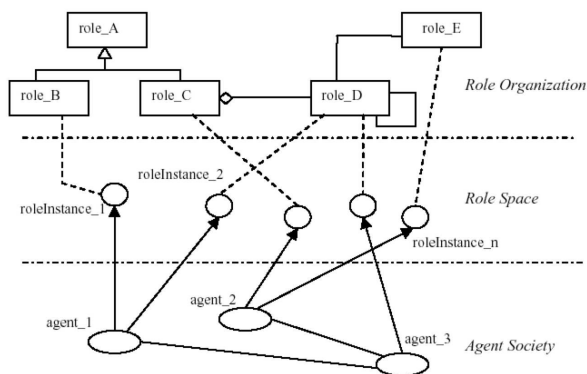 role_A
role_E
role_B
role_C
role_D
Role Organization
roleInstance_2
roleInstance_1
Role Space
roleInstance_n
agent_2
agent_1
agent_3
Agent Society